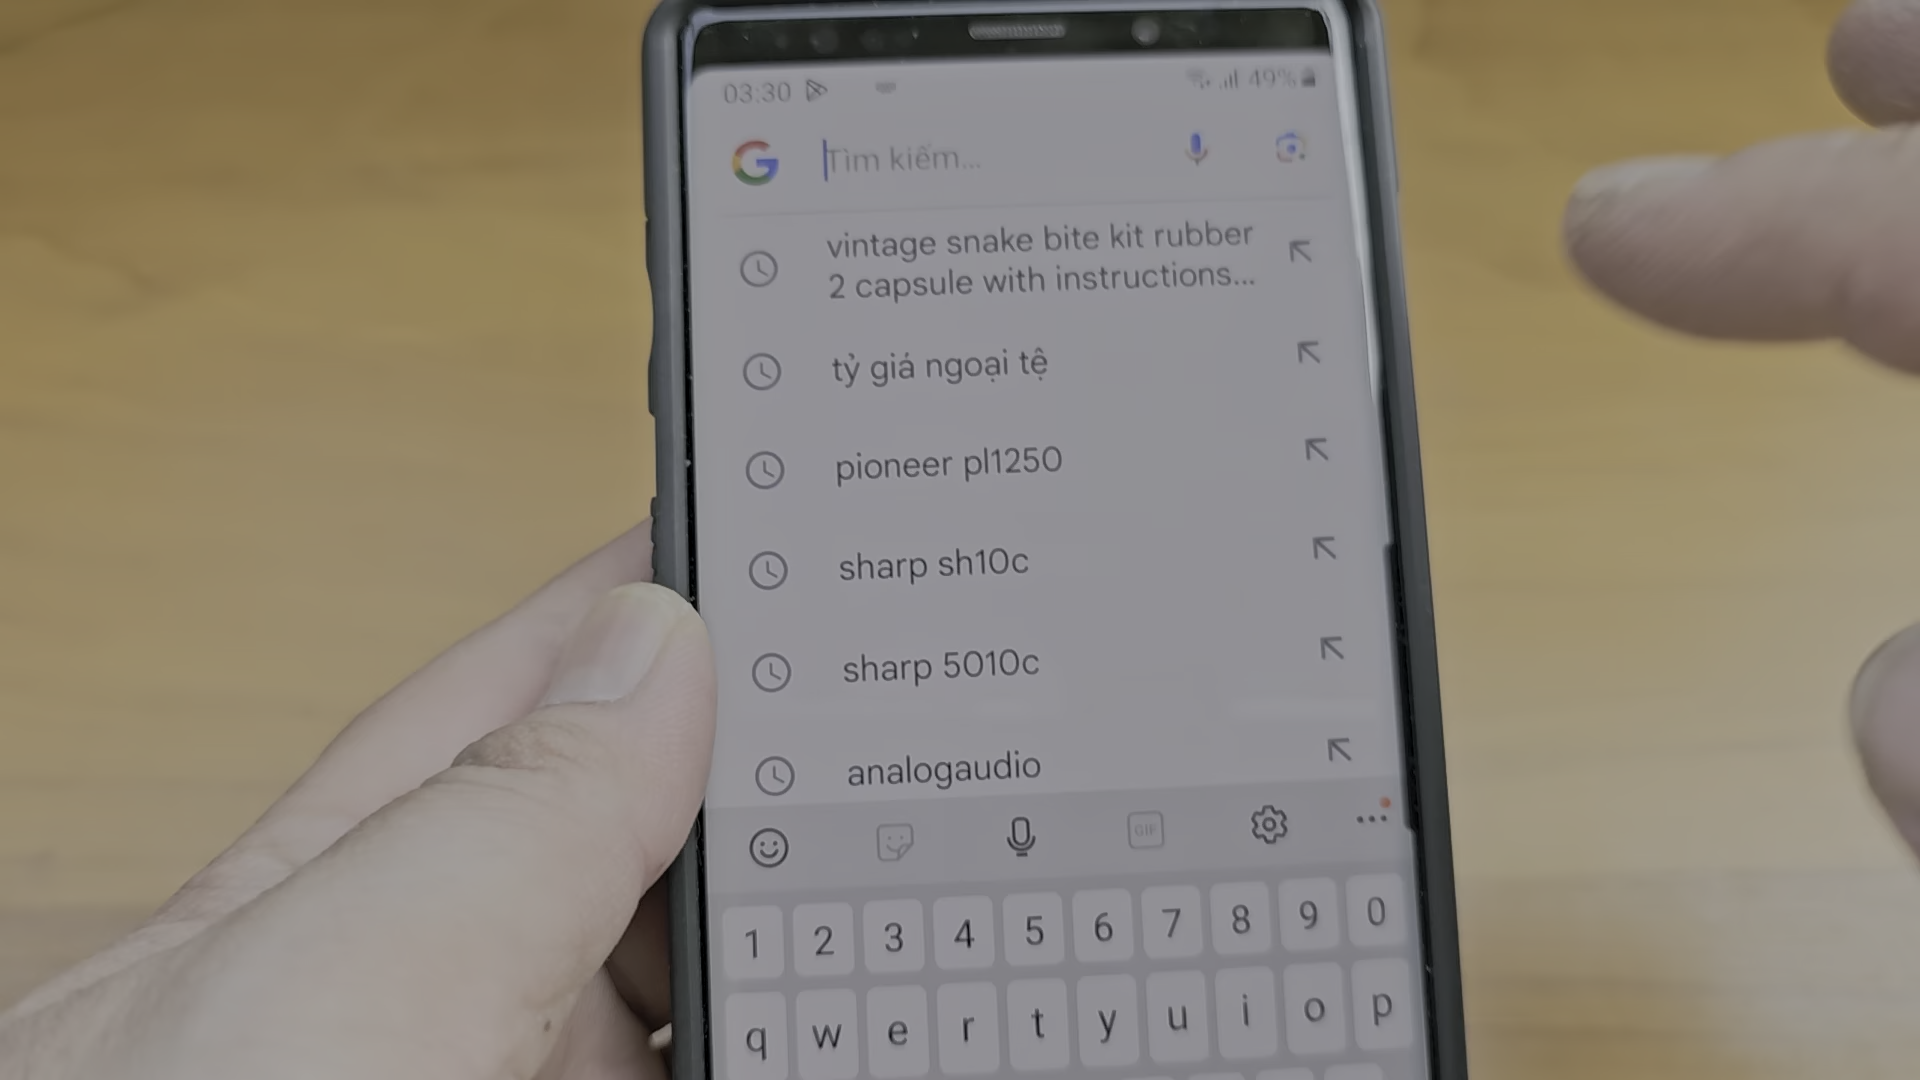 03:30
49%
Tìm kiếm...
vintage snake bite kit rubber
2 capsule with instructions...
tỷ giá ngoại tệ
pioneer pl1250
sharp sh10c
sharp 5010c
analogaudio
GIF
1 2 3 4 5 6 7 8 9 0
q w e r t y u i o p